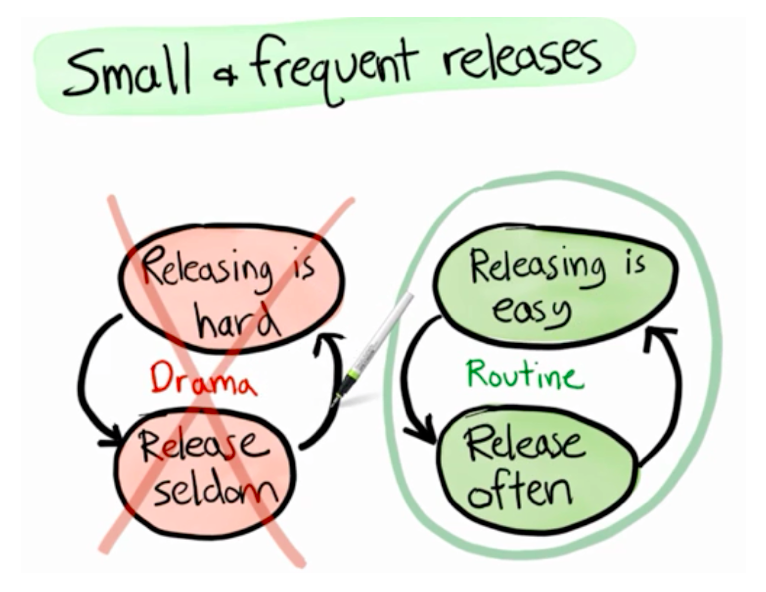 Small & frequent releases
Releasing is
hard
Drama
Release
seldom
Releasing is
easy
Routine
Release
often